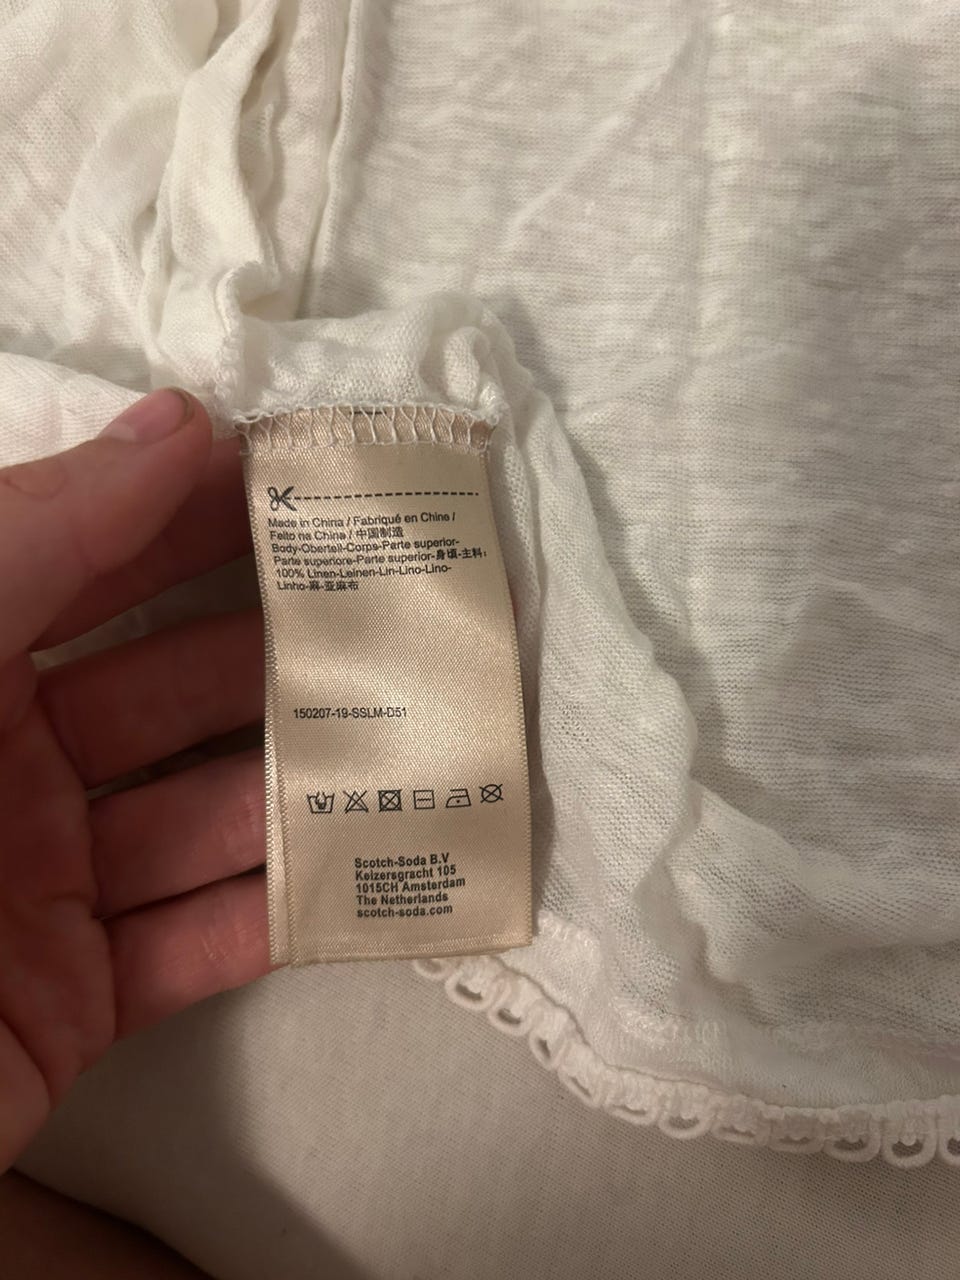 Made in China / Fabriqué en Chine /
Feito na China / 中国制造
Body-Oberteil-Corps-Parte superior-
Parte superiore-Parte superior-身頃-主料:
100% Linen-Leinen-Lin-Lino-Lino-
Linho-麻-亚麻布
150207-19-SSLM-D51
Scotch-Soda B.V
Keizersgracht 105
1015CH Amsterdam
The Netherlands
scotch-soda.com